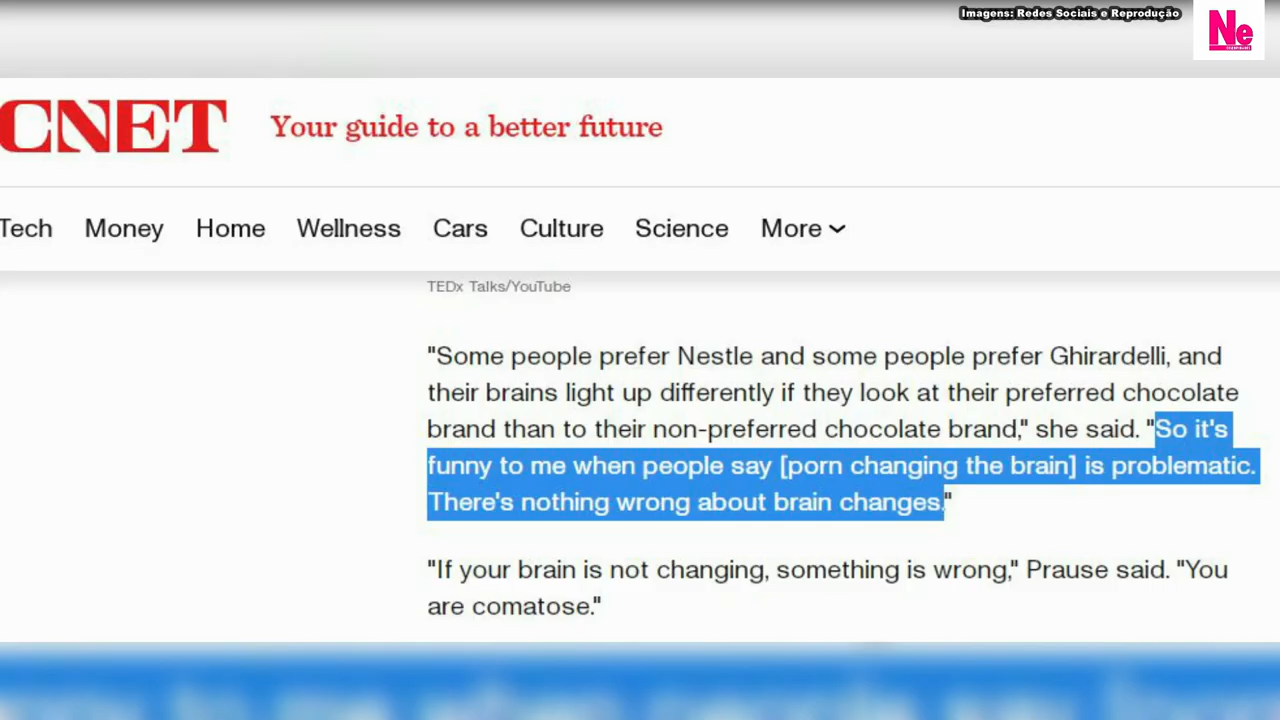 Imagens: Redes Sociais e Reprodução
Ne
CNET
Your guide to a better future
Tech Money Home Wellness Cars Culture Science More
TEDx Talks/YouTube
"Some people prefer Nestle and some people prefer Ghirardelli, and
their brains light up differently if they look at their preferred chocolate
brand than to their non-preferred chocolate brand," she said. "So it's
funny to me when people say [porn changing the brain] is problematic.
There's nothing wrong about brain changes."
"If your brain is not changing, something is wrong," Prause said. "You
are comatose."